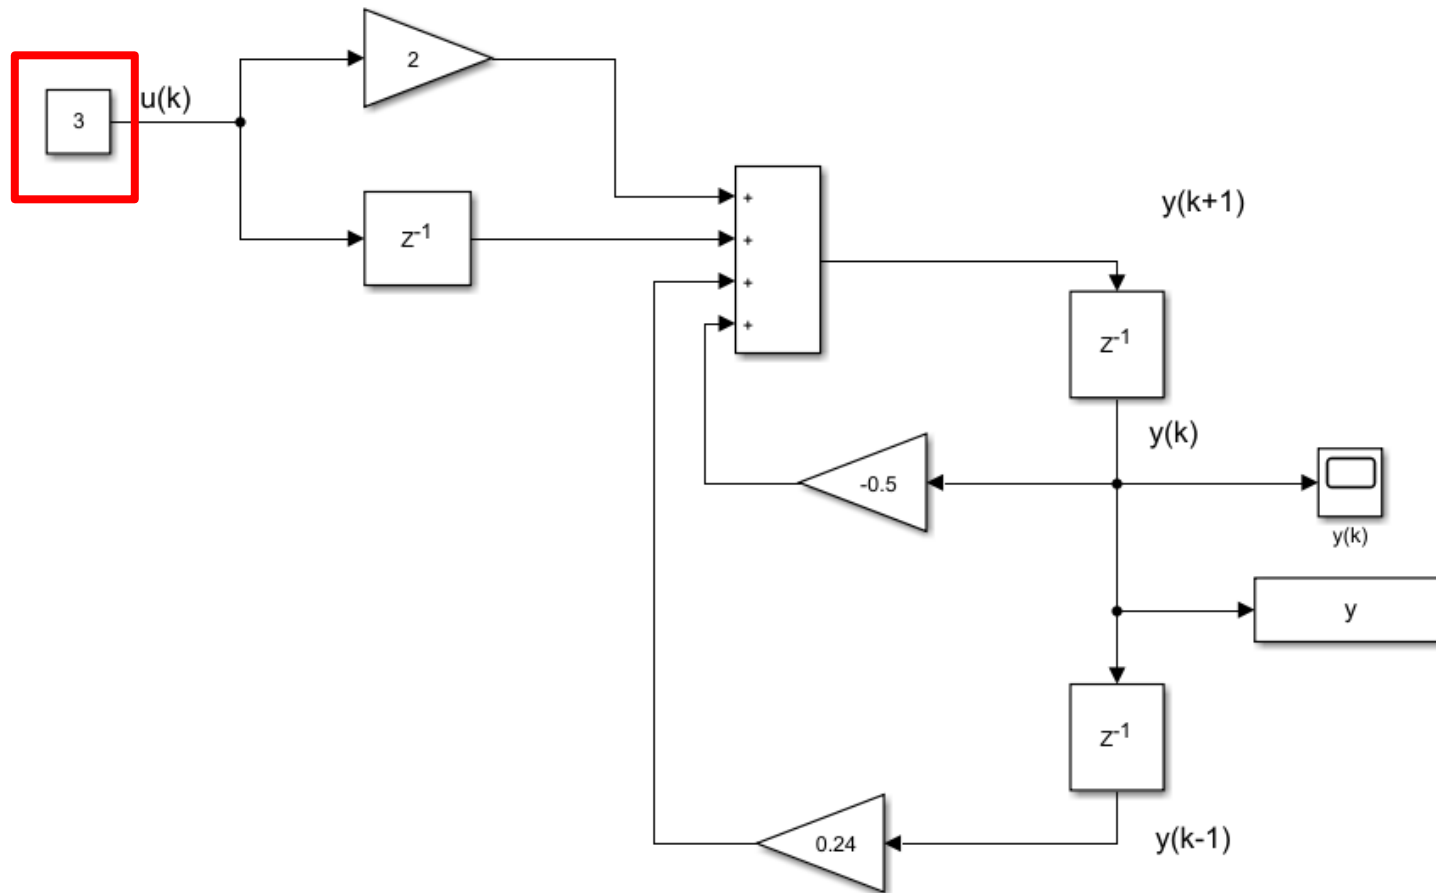 2
u(k)
3
+
y(k+1)
Z-1
+
+
+
Z-1
y(k)
-0.5
y(k)
y
Z-1
0.24
y(k-1)